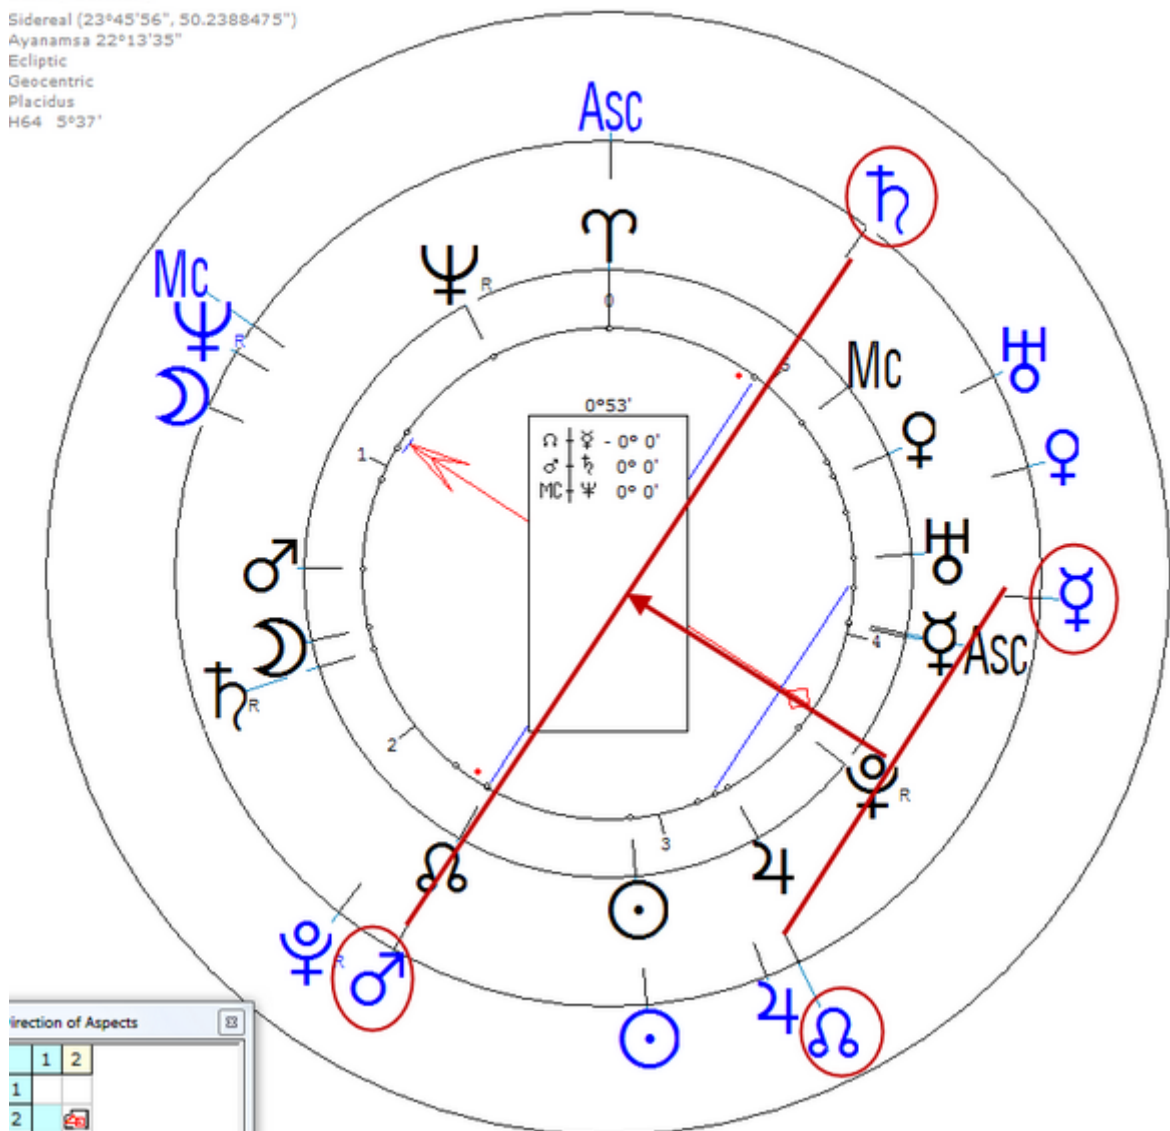 Sidereal (23°45'56", 50.2388475")
Ayanamsa 22°13'35"
Ecliptic
Geocentric
Placidus
H64 5°37'
Asc
♄
Mc
♆ R
☽
♆ R
♈
0
Mc
♅
♀
♀
0°53'
☊ ☿ - 0° 0'
♂ ♄ 0° 0'
MC ♆ 0° 0'
1
♂
♅
☿
☽
☿ Asc
4
♄ R
2
♇ R
3
☊
☉
♃
♇ R
♂
☉
♃ ☊
irection of Aspects
1 2
1
2